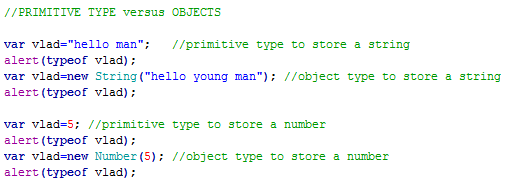 //PRIMITIVE TYPE versus OBJECTS
var vlad="hello man";   //primitive type to store a string
alert(typeof vlad);
var vlad=new String("hello young man"); //object type to store a string
alert(typeof vlad);
var vlad=5; //primitive type to store a number
alert(typeof vlad);
var vlad=new Number(5); //object type to store a number
alert(typeof vlad);